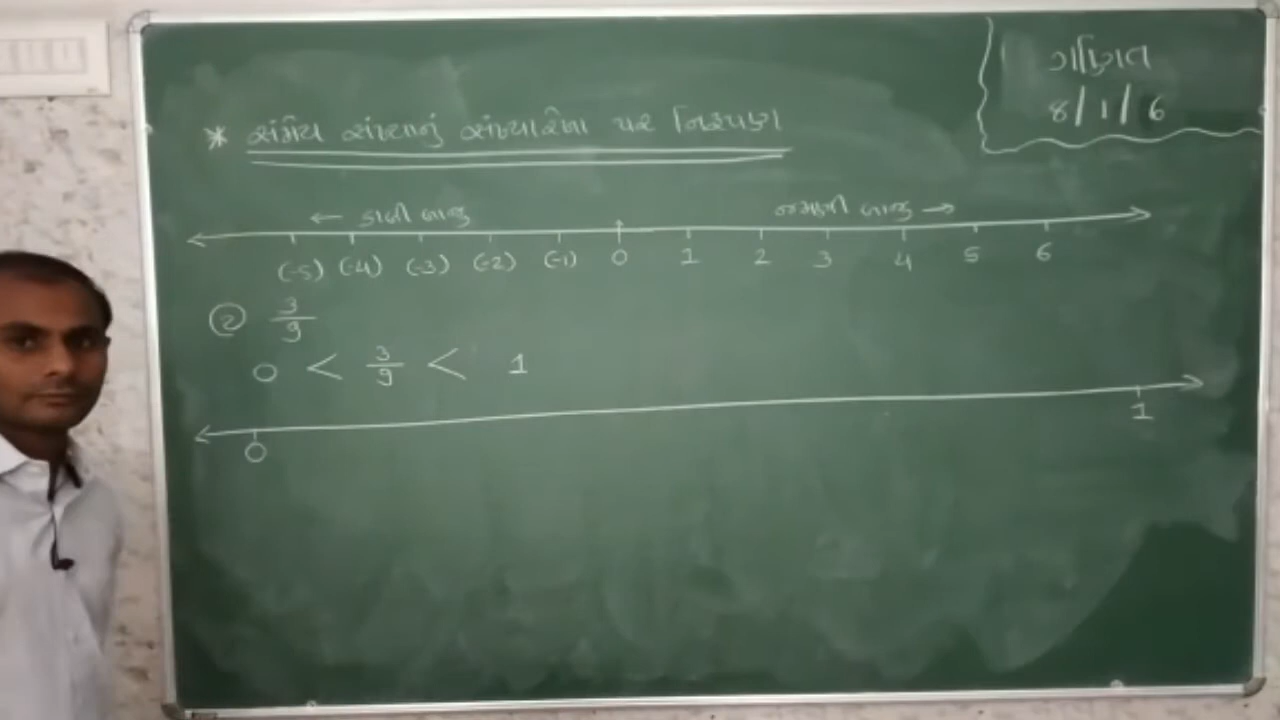 ગણિત
8/1/6
* સંમેય સંખ્યાનું સંખ્યારેખા પર નિરૂપણ
← ડાબી બાજુ જમણી બાજુ →
(-5) (-4) (-3) (-2) (-1) 0 1 2 3 4 5 6
② 3/9
0 < 3/9 < 1
0 1